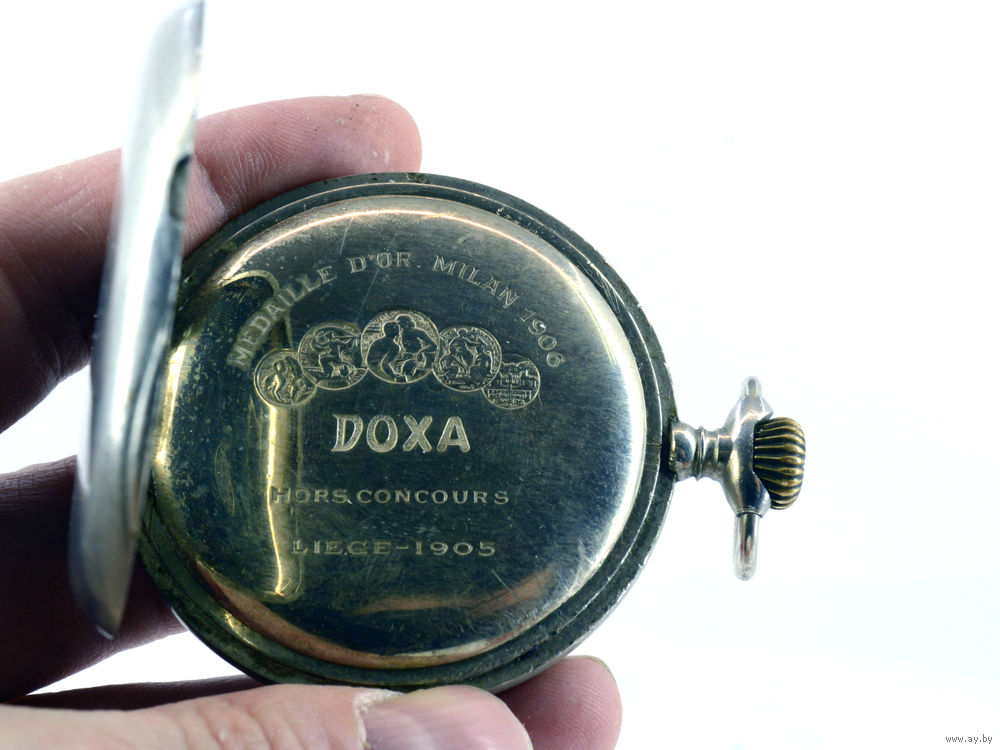 MEDAILLE D'OR. MILAN-1906
DOXA
HORS.CONCOURS
LIEGE-1905
www.ay.by